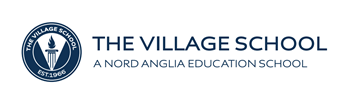 THE VILLAGE SCHOOL
EST.1966
THE VILLAGE SCHOOL
A NORD ANGLIA EDUCATION SCHOOL